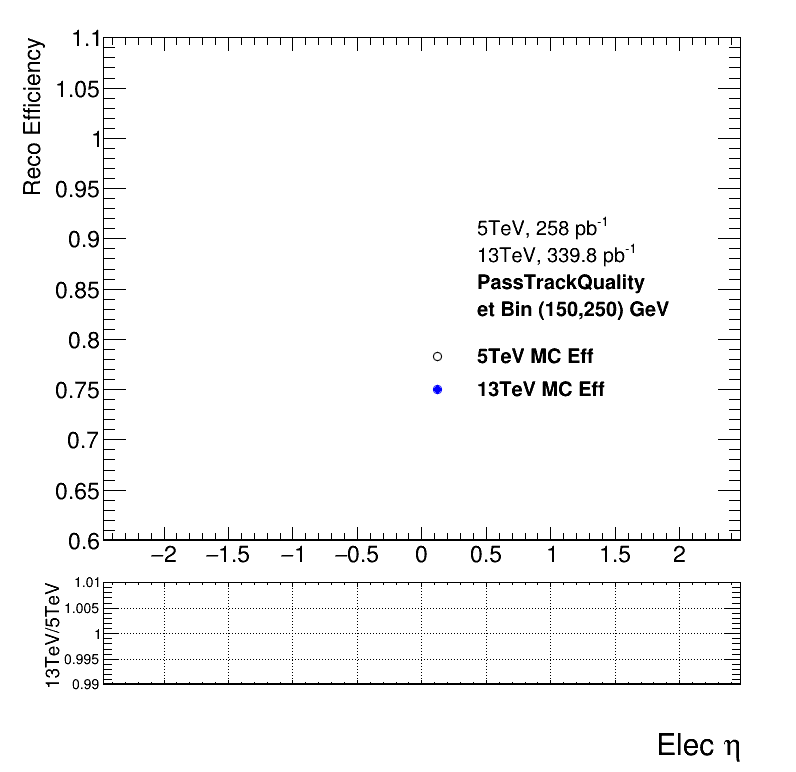 Reco Efficiency
1.1
1.05
1
0.95
0.9
0.85
0.8
0.75
0.7
0.65
0.6
5TeV, 258 pb⁻¹
13TeV, 339.8 pb⁻¹
PassTrackQuality
et Bin (150,250) GeV
5TeV MC Eff
13TeV MC Eff
−2 −1.5 −1 −0.5 0 0.5 1 1.5 2
13TeV/5TeV
1.01
1.005
1
0.995
0.99
Elec η